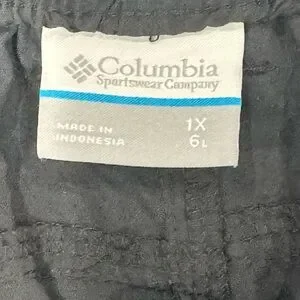 Columbia
Sportswear Company
MADE IN
INDONESIA
1X
6L